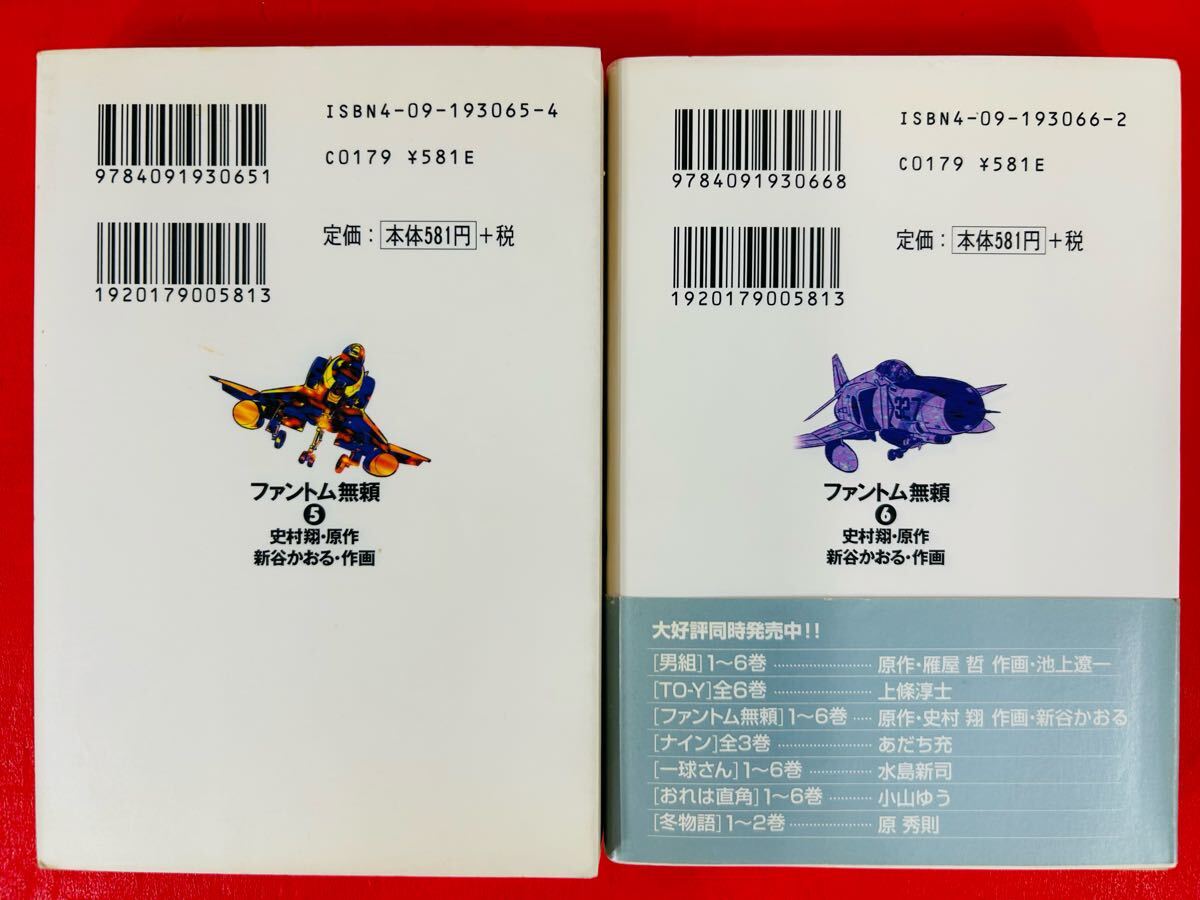 ISBN4-09-193065-4
C0179 ¥581E
9784091930651
定価：本体581円+税
1920179005813
ファントム無頼
5
史村翔・原作
新谷かおる・作画
ISBN4-09-193066-2
C0179 ¥581E
9784091930668
定価：本体581円+税
1920179005813
327
ファントム無頼
6
史村翔・原作
新谷かおる・作画
大好評同時発売中!!
[男組]1〜6巻 ……………… 原作・雁屋 哲 作画・池上遼一
[TO-Y]全6巻 ……………… 上條淳士
[ファントム無頼]1〜6巻 …… 原作・史村 翔 作画・新谷かおる
[ナイン]全3巻 ……………… あだち充
[一球さん]1〜6巻 …………… 水島新司
[おれは直角]1〜6巻 ………… 小山ゆう
[冬物語]1〜2巻 …………… 原 秀則